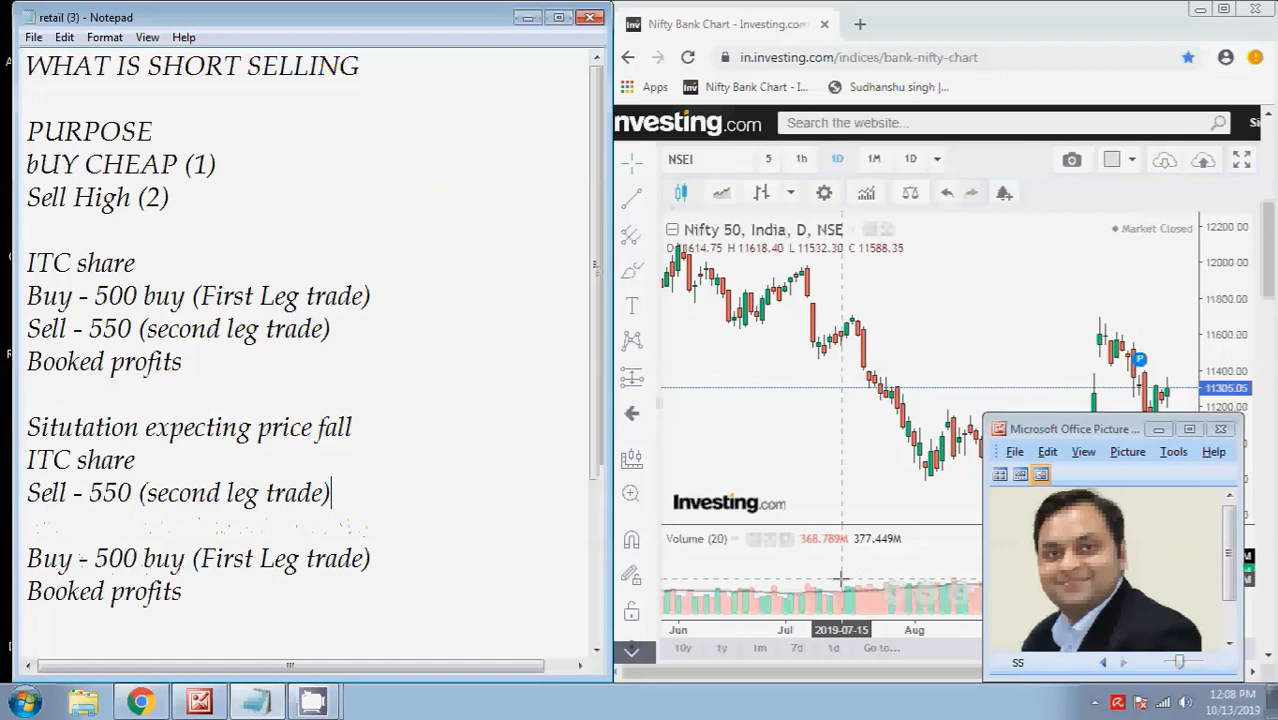 retail (3) - Notepad
File Edit Format View Help
WHAT IS SHORT SELLING
PURPOSE
bUY CHEAP (1)
Sell High (2)
ITC share
Buy - 500 buy (First Leg trade)
Sell - 550 (second leg trade)
Booked profits
Situtation expecting price fall
ITC share
Sell - 550 (second leg trade)
Buy - 500 buy (First Leg trade)
Booked profits
Nifty Bank Chart - Investing.com
in.investing.com/indices/bank-nifty-chart
Apps Nifty Bank Chart - I... Sudhanshu singh |...
Investing.com Search the website...
NSEI 5 1h 1D 1M 1D
Nifty 50, India, D, NSE
Market Closed
O 11614.75 H 11618.40 L 11532.30 C 11588.35
12200.00
12000.00
11800.00
11600.00
11400.00
11305.05
11200.00
Investing.com
Volume (20) 368.789M 377.449M
Jun Jul 2019-07-15 Aug
10y 1y 1m 7d 1d Go to...
Microsoft Office Picture ...
File Edit View Picture Tools Help
SS
12:08 PM
10/13/2019